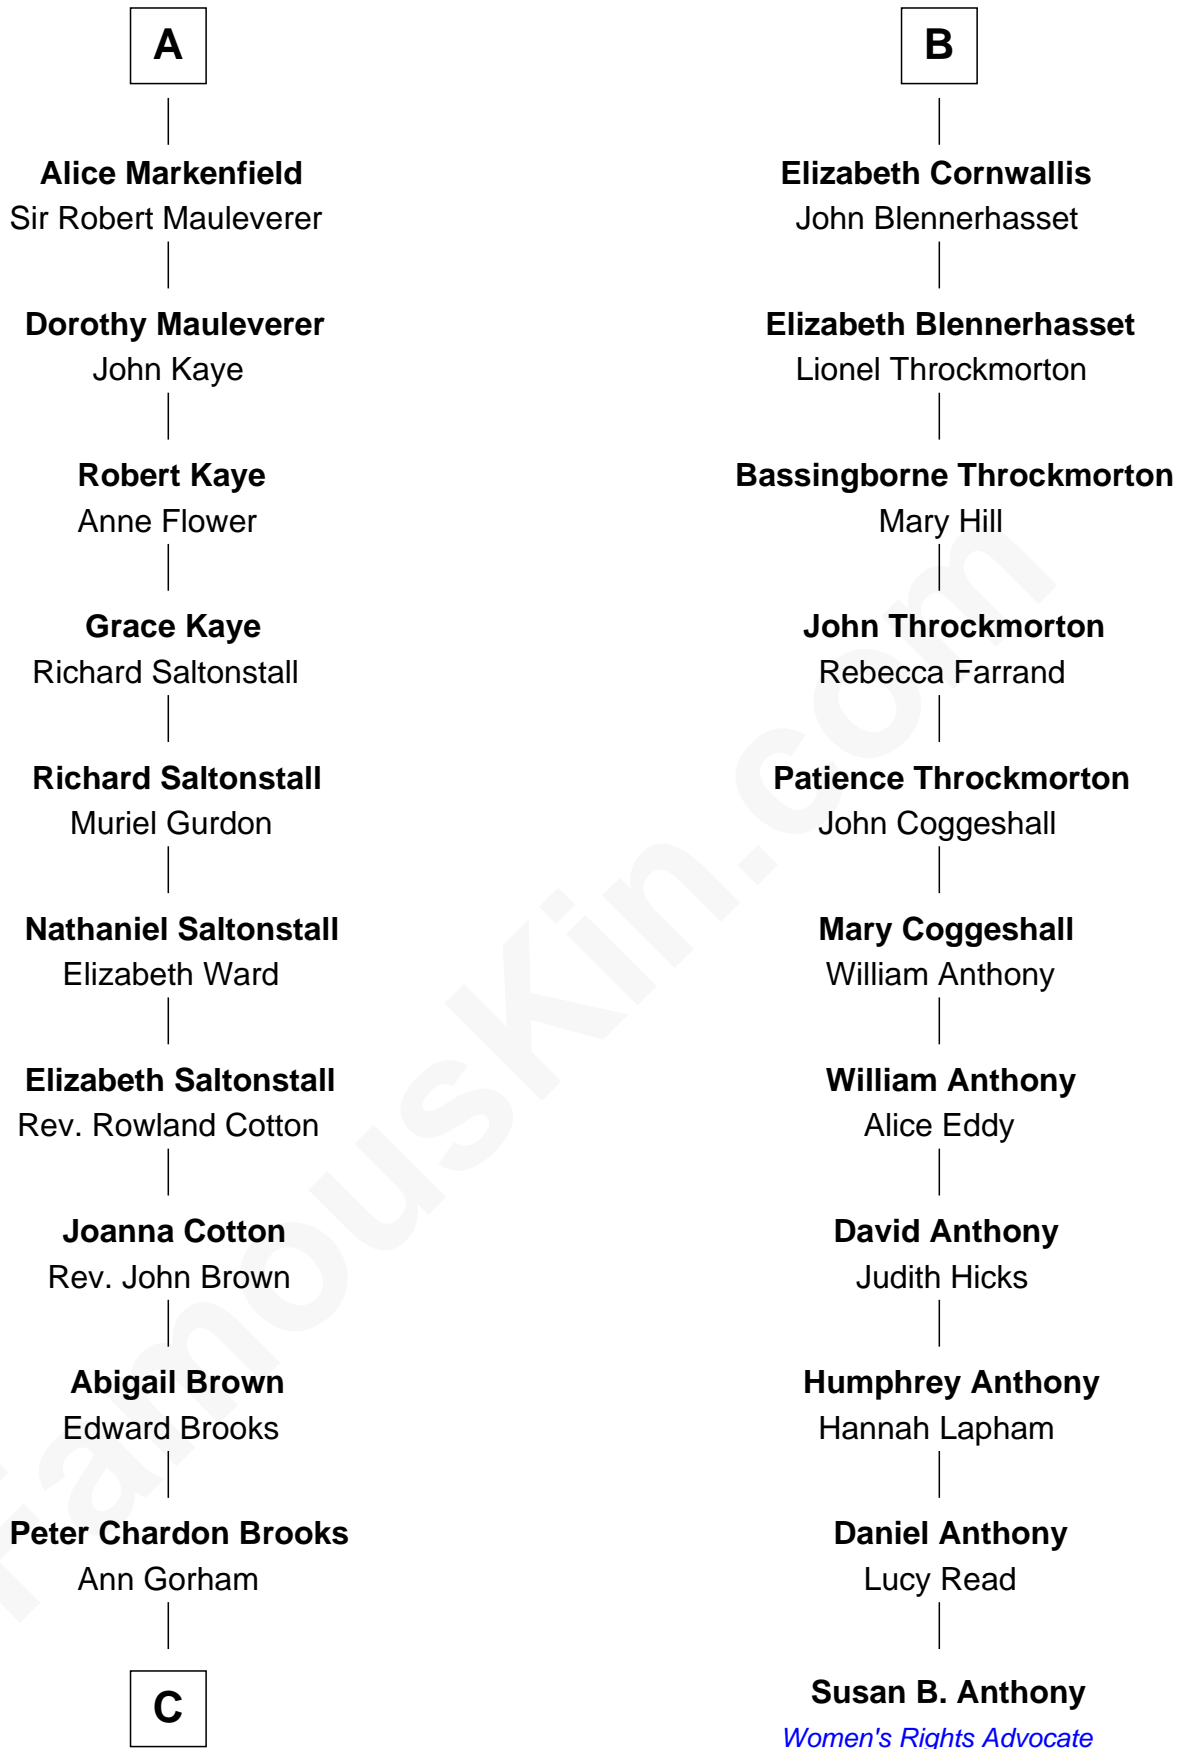 A
Alice Markenfield
Sir Robert Mauleverer
Dorothy Mauleverer
John Kaye
Robert Kaye
Anne Flower
Grace Kaye
Richard Saltonstall
Richard Saltonstall
Muriel Gurdon
Nathaniel Saltonstall
Elizabeth Ward
Elizabeth Saltonstall
Rev. Rowland Cotton
Joanna Cotton
Rev. John Brown
Abigail Brown
Edward Brooks
Peter Chardon Brooks
Ann Gorham
C
B
Elizabeth Cornwallis
John Blennerhasset
Elizabeth Blennerhasset
Lionel Throckmorton
Bassingborne Throckmorton
Mary Hill
John Throckmorton
Rebecca Farrand
Patience Throckmorton
John Coggeshall
Mary Coggeshall
William Anthony
William Anthony
Alice Eddy
David Anthony
Judith Hicks
Humphrey Anthony
Hannah Lapham
Daniel Anthony
Lucy Read
Susan B. Anthony
Women's Rights Advocate
FamousKin.com